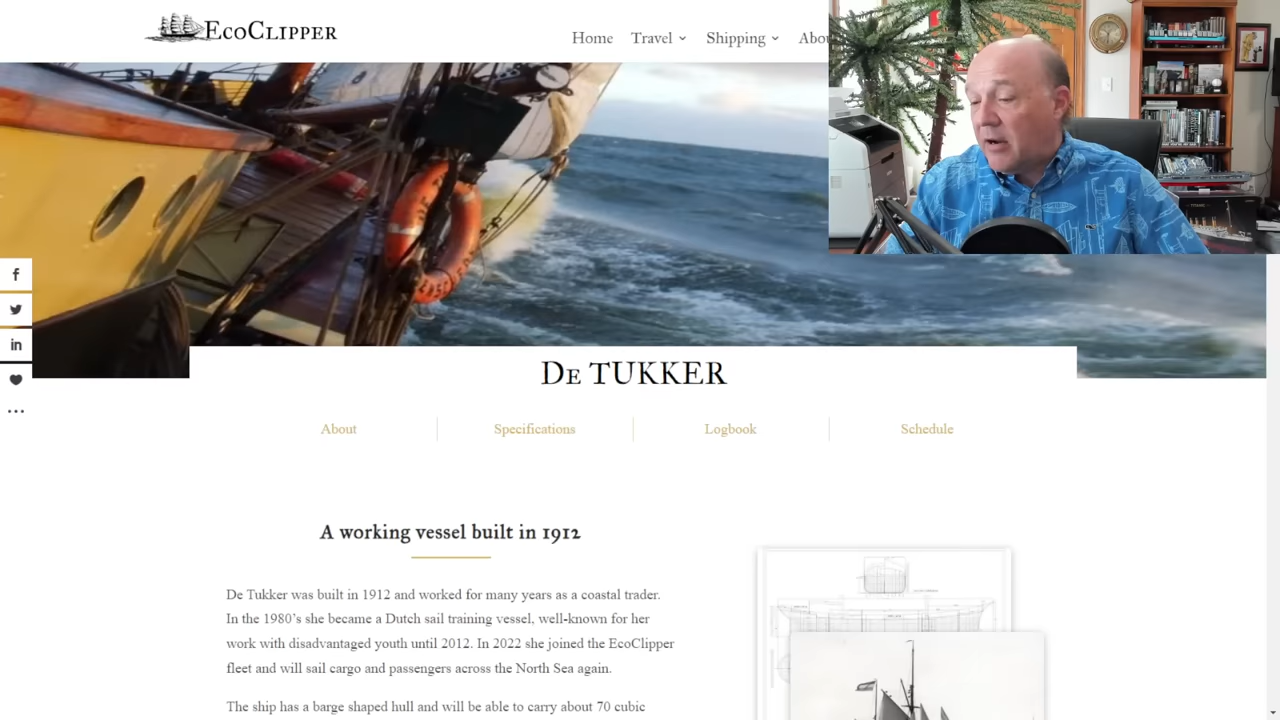 EcoClipper
Home Travel Shipping
De TUKKER
About Specifications Logbook Schedule
A working vessel built in 1912
De Tukker was built in 1912 and worked for many years as a coastal trader.
In the 1980's she became a Dutch sail training vessel, well-known for her
work with disadvantaged youth until 2012. In 2022 she joined the EcoClipper
fleet and will sail cargo and passengers across the North Sea again.
The ship has a barge shaped hull and will be able to carry about 70 cubic